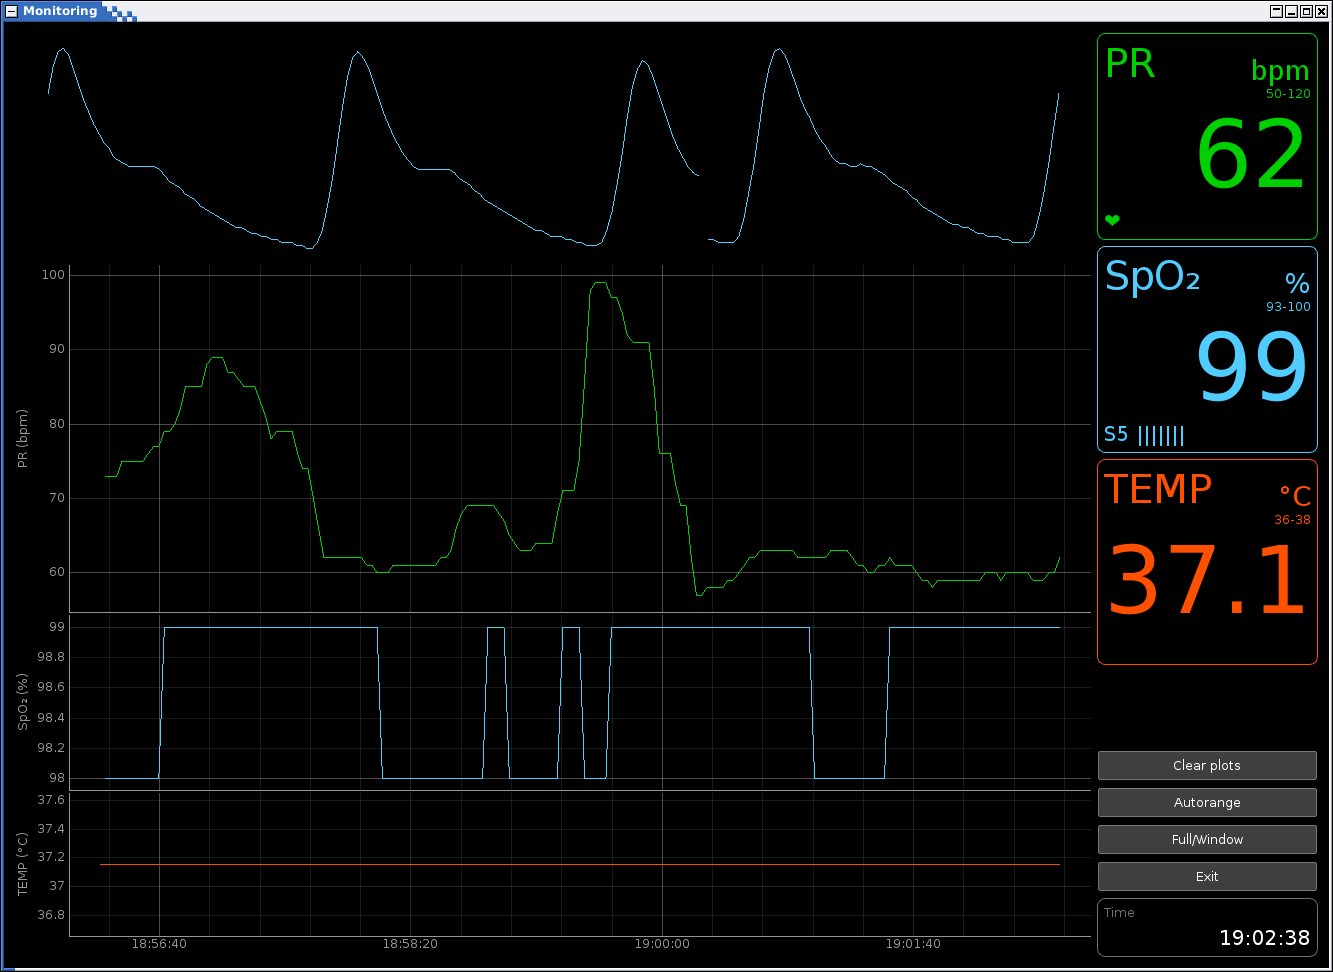 Monitoring
PR
bpm
50-120
62
❤
SpO₂
%
93-100
99
S5 |||||||
TEMP
°C
36-38
37.1
PR (bpm)
100
90
80
70
60
SpO₂ (%)
99
98.8
98.6
98.4
98.2
98
TEMP (°C)
37.6
37.4
37.2
37
36.8
18:56:40 18:58:20 19:00:00 19:01:40
Clear plots
Autorange
Full/Window
Exit
Time
19:02:38